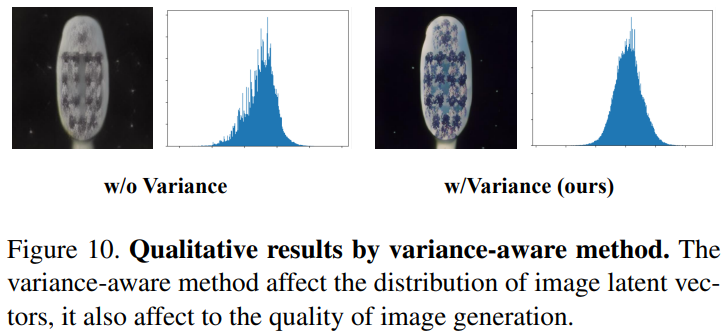 w/o Variance
w/Variance (ours)
Figure 10. Qualitative results by variance-aware method. The
variance-aware method affect the distribution of image latent vec-
tors, it also affect to the quality of image generation.